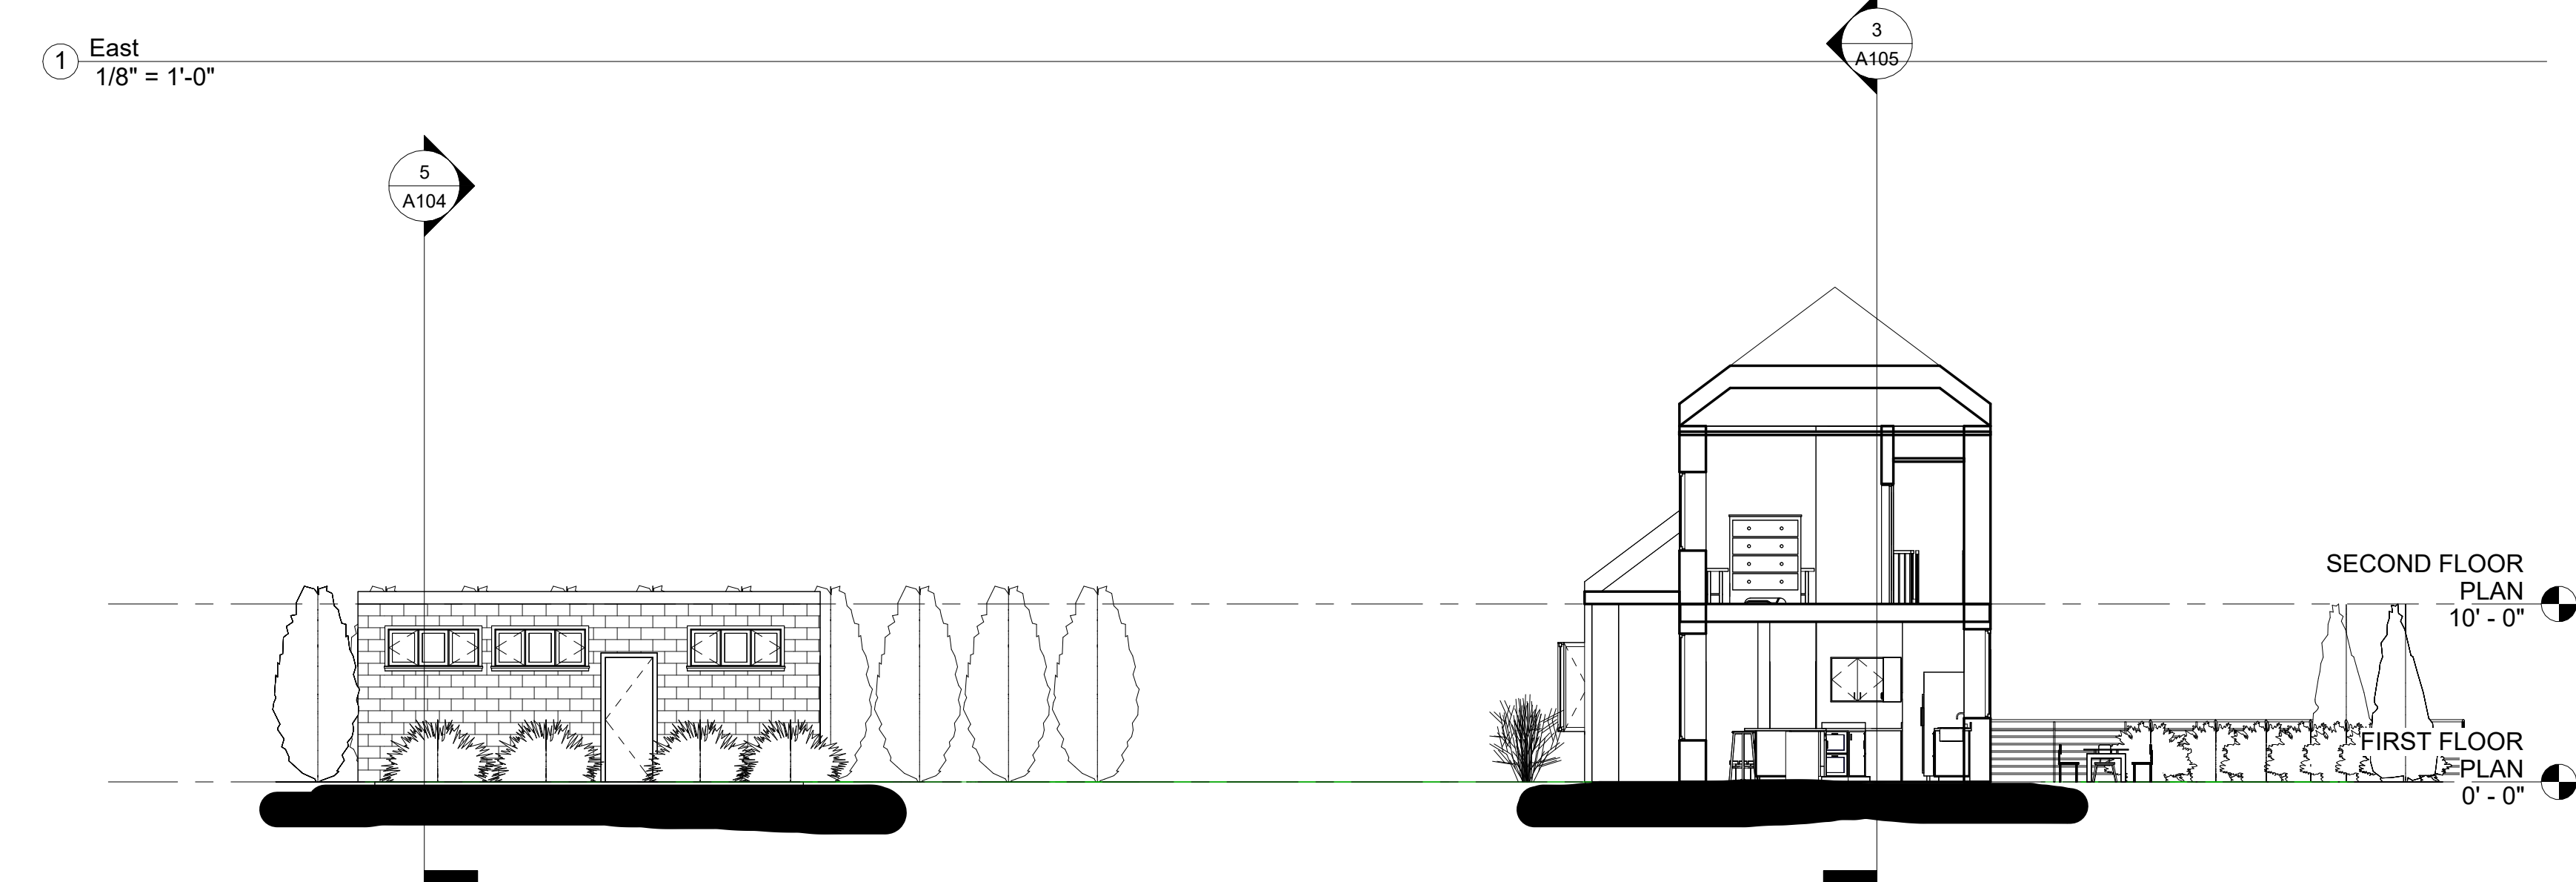 1
East
1/8" = 1'-0"
3
A105
5
A104
SECOND FLOOR
PLAN
10' - 0"
FIRST FLOOR
PLAN
0' - 0"